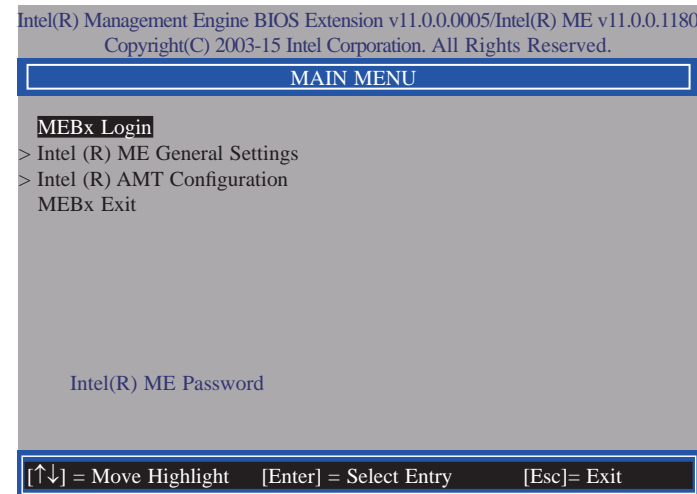 Intel(R) Management Engine BIOS Extension v11.0.0.0005/Intel(R) ME v11.0.0.1180
Copyright(C) 2003-15 Intel Corporation. All Rights Reserved.
MAIN MENU
MEBx Login
> Intel (R) ME General Settings
> Intel (R) AMT Configuration
MEBx Exit
Intel(R) ME Password
[↑↓] = Move Highlight [Enter] = Select Entry [Esc]= Exit